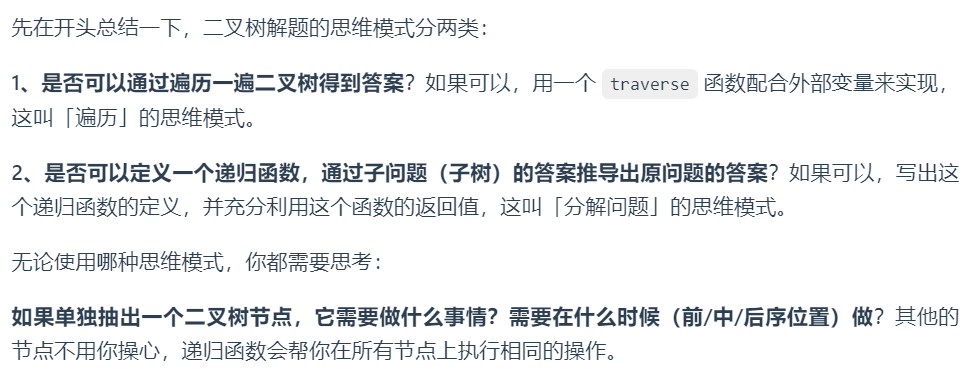 先在开头总结一下，二叉树解题的思维模式分两类：
1、是否可以通过遍历一遍二叉树得到答案？如果可以，用一个 traverse 函数配合外部变量来实现，
这叫「遍历」的思维模式。
2、是否可以定义一个递归函数，通过子问题（子树）的答案推导出原问题的答案？如果可以，写出这
个递归函数的定义，并充分利用这个函数的返回值，这叫「分解问题」的思维模式。
无论使用哪种思维模式，你都需要思考：
如果单独抽出一个二叉树节点，它需要做什么事情？需要在什么时候（前/中/后序位置）做？其他的
节点不用你操心，递归函数会帮你在所有节点上执行相同的操作。